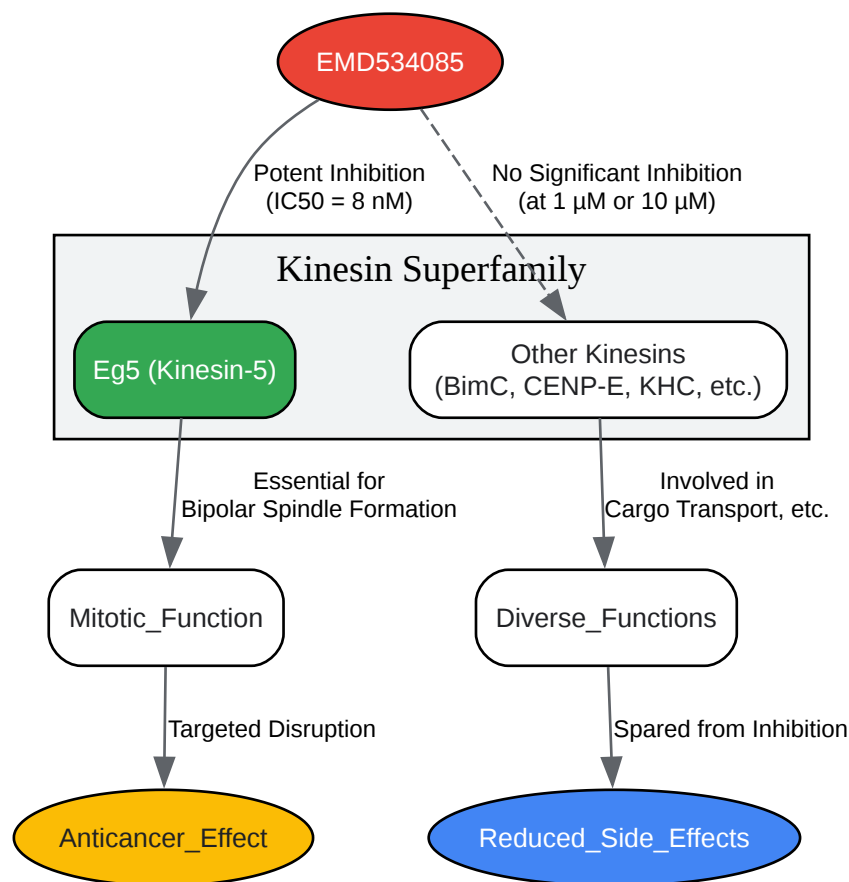 EMD534085
Potent Inhibition
(IC50 = 8 nM)
No Significant Inhibition
(at 1 µM or 10 µM)
Kinesin Superfamily
Eg5 (Kinesin-5)
Other Kinesins
(BimC, CENP-E, KHC, etc.)
Essential for
Bipolar Spindle Formation
Involved in
Cargo Transport, etc.
Mitotic_Function
Diverse_Functions
Targeted Disruption
Spared from Inhibition
Anticancer_Effect
Reduced_Side_Effects